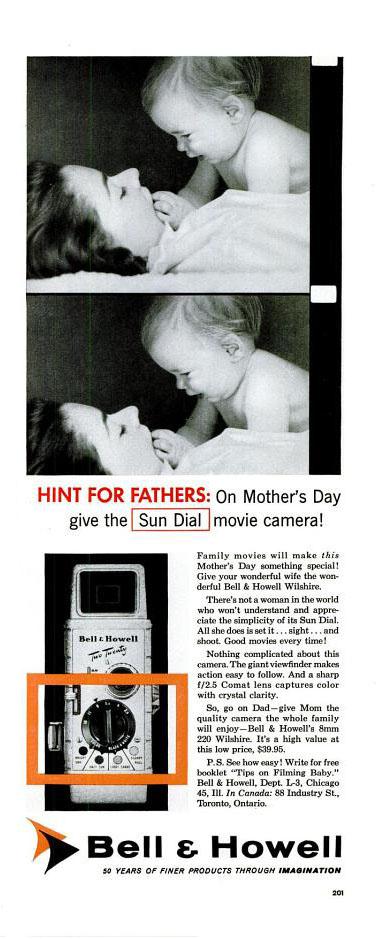 HINT FOR FATHERS: On Mother's Day
give the Sun Dial movie camera!
Family movies will make this
Mother's Day something special!
Give your wonderful wife the won-
derful Bell & Howell Wilshire.
There's not a woman in the world
who won't understand and appre-
ciate the simplicity of its Sun Dial.
All she does is set it . . . sight . . . and
shoot. Good movies every time!
Nothing complicated about this
camera. The giant viewfinder makes
action easy to follow. And a sharp
f/2.5 Comat lens captures color
with crystal clarity.
So, go on Dad—give Mom the
quality camera the whole family
will enjoy—Bell & Howell's 8mm
220 Wilshire. It's a high value at
this low price, $39.95.
P.S. See how easy! Write for free
booklet "Tips on Filming Baby."
Bell & Howell, Dept. L-3, Chicago
45, Ill. In Canada: 88 Industry St.,
Toronto, Ontario.
Bell & Howell
Two Twenty
Bell & Howell
50 YEARS OF FINER PRODUCTS THROUGH IMAGINATION
201